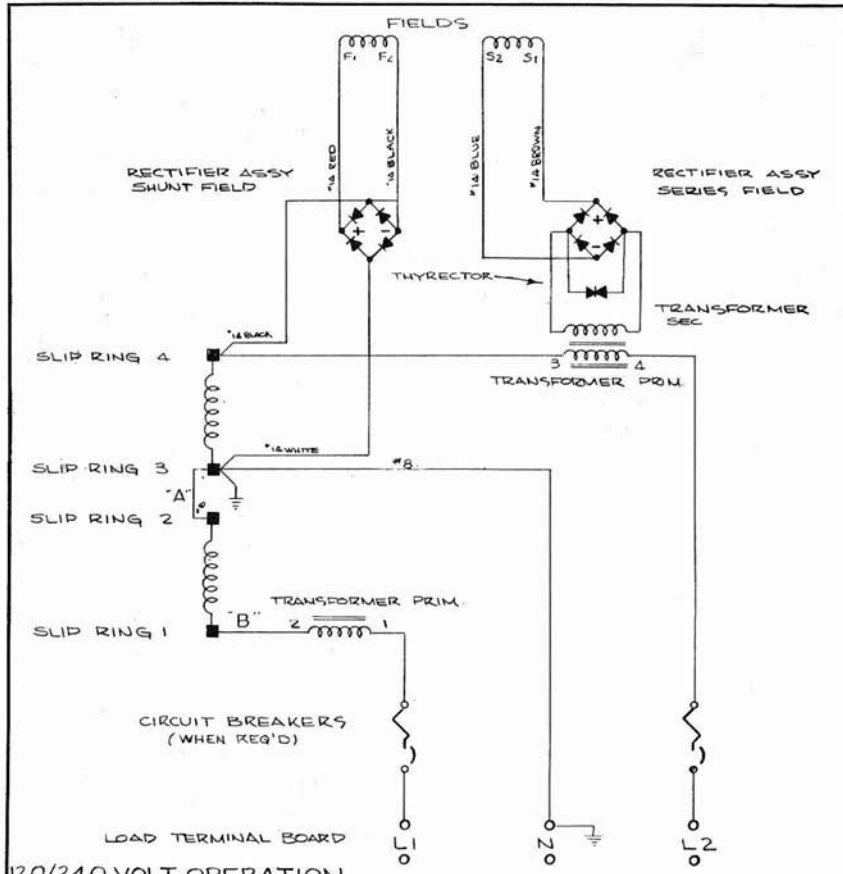 FIELDS
F1 F2
S2 S1
#14 RED
#14 BLACK
#14 BLUE
#14 BROWN
RECTIFIER ASSY
SHUNT FIELD
RECTIFIER ASSY
SERIES FIELD
+ -
+
-
THYRECTOR
TRANSFORMER
SEC
#14 BLACK
SLIP RING 4
3 4
TRANSFORMER PRIM.
#14 WHITE
SLIP RING 3
#8
"A"
SLIP RING 2
"B"
TRANSFORMER PRIM.
SLIP RING 1
2 1
CIRCUIT BREAKERS
(WHEN REQ'D)
LOAD TERMINAL BOARD
L1 N L2
120/240 VOLT OPERATION